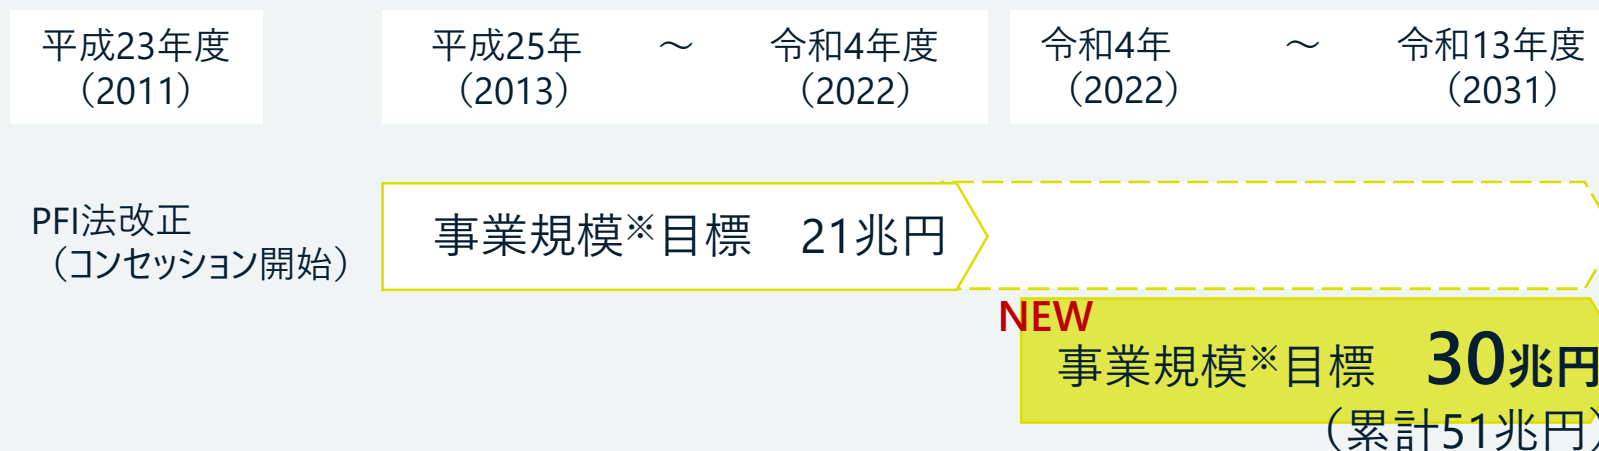 平成23年度
（2011）
平成25年　～　令和4年度
（2013）　（2022）
令和4年　～　令和13年度
（2022）　（2031）
PFI法改正
（コンセッション開始）
事業規模※目標　21兆円
NEW
事業規模※目標　30兆円
（累計51兆円）